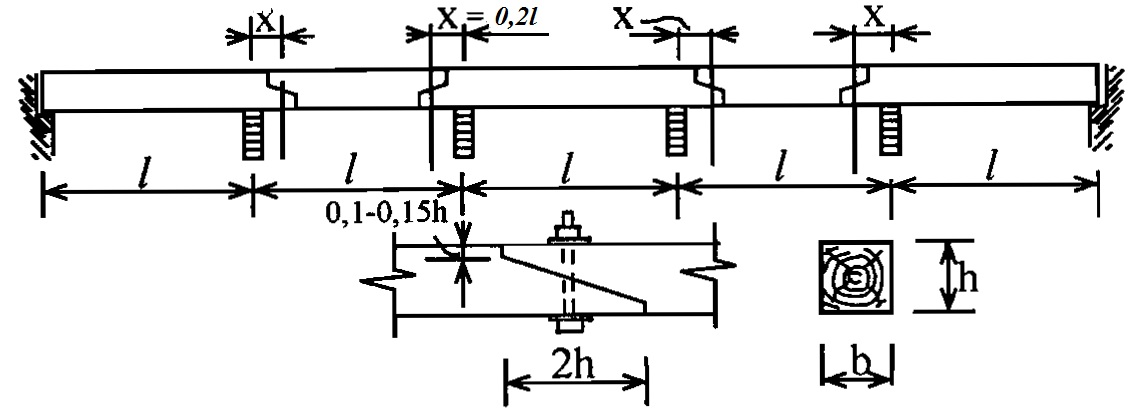 x x = 0,2l x x
l l l l l
0,1-0,15h
h
2h b